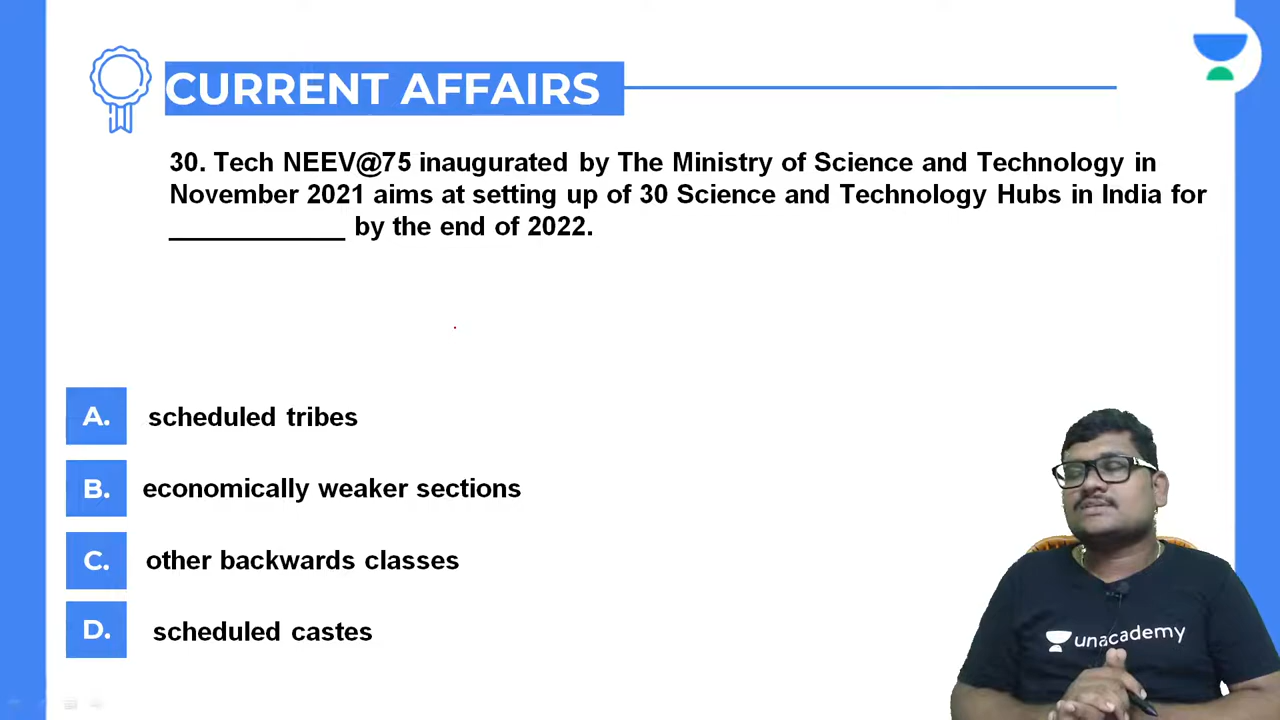 CURRENT AFFAIRS
30. Tech NEEV@75 inaugurated by The Ministry of Science and Technology in
November 2021 aims at setting up of 30 Science and Technology Hubs in India for
____________ by the end of 2022.
A. scheduled tribes
B. economically weaker sections
C. other backwards classes
D. scheduled castes
unacademy